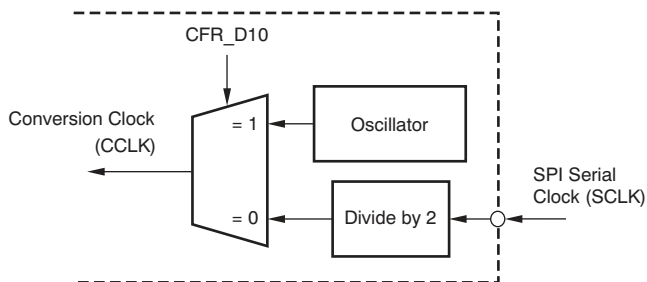 CFR_D10
Conversion Clock
(CCLK)
= 1
Oscillator
SPI Serial
Clock (SCLK)
= 0
Divide by 2